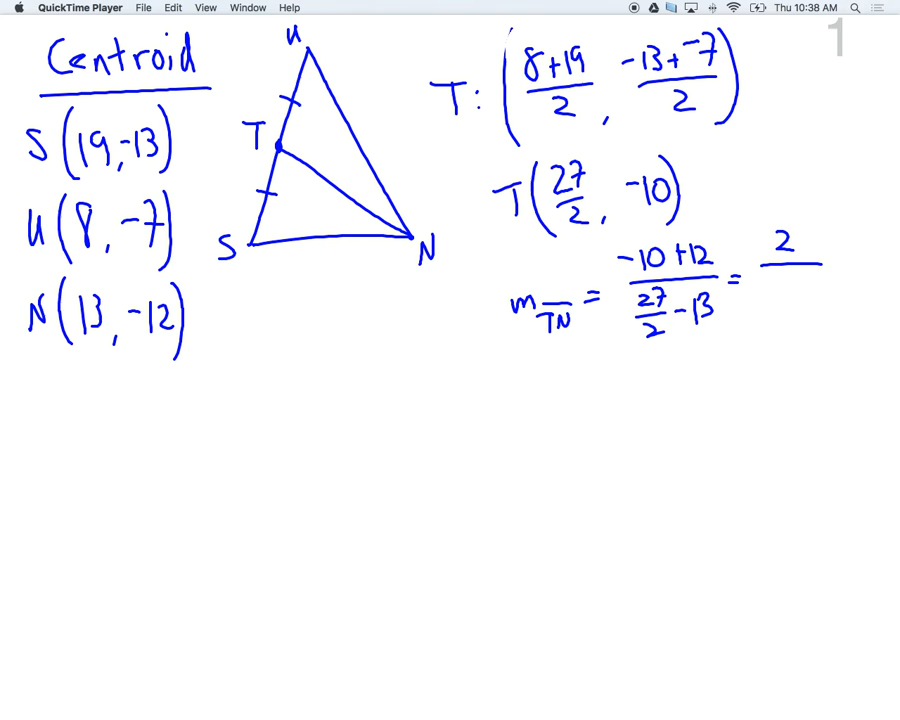 QuickTime Player File Edit View Window Help Thu 10:38 AM
1
Centroid
S(19,-13)
U(8,-7)
N(13,-12)
U
T
S
N
T: (8+19/2, -13+-7/2)
T(27/2, -10)
m TN = -10+12 / 27/2 -13 = 2/